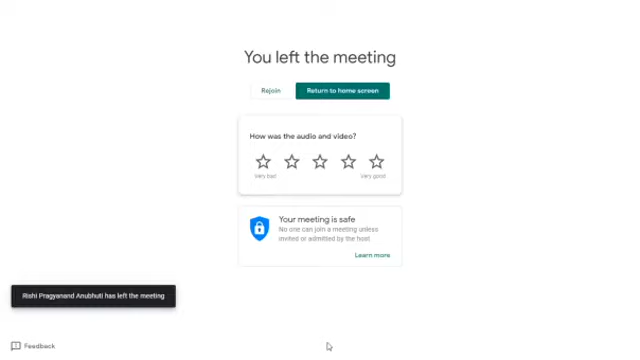 You left the meeting
Rejoin
Return to home screen
How was the audio and video?
Very bad
Very good
Your meeting is safe
No one can join a meeting unless
invited or admitted by the host
Learn more
Rishi Pragyanand Anubhuti has left the meeting
Feedback